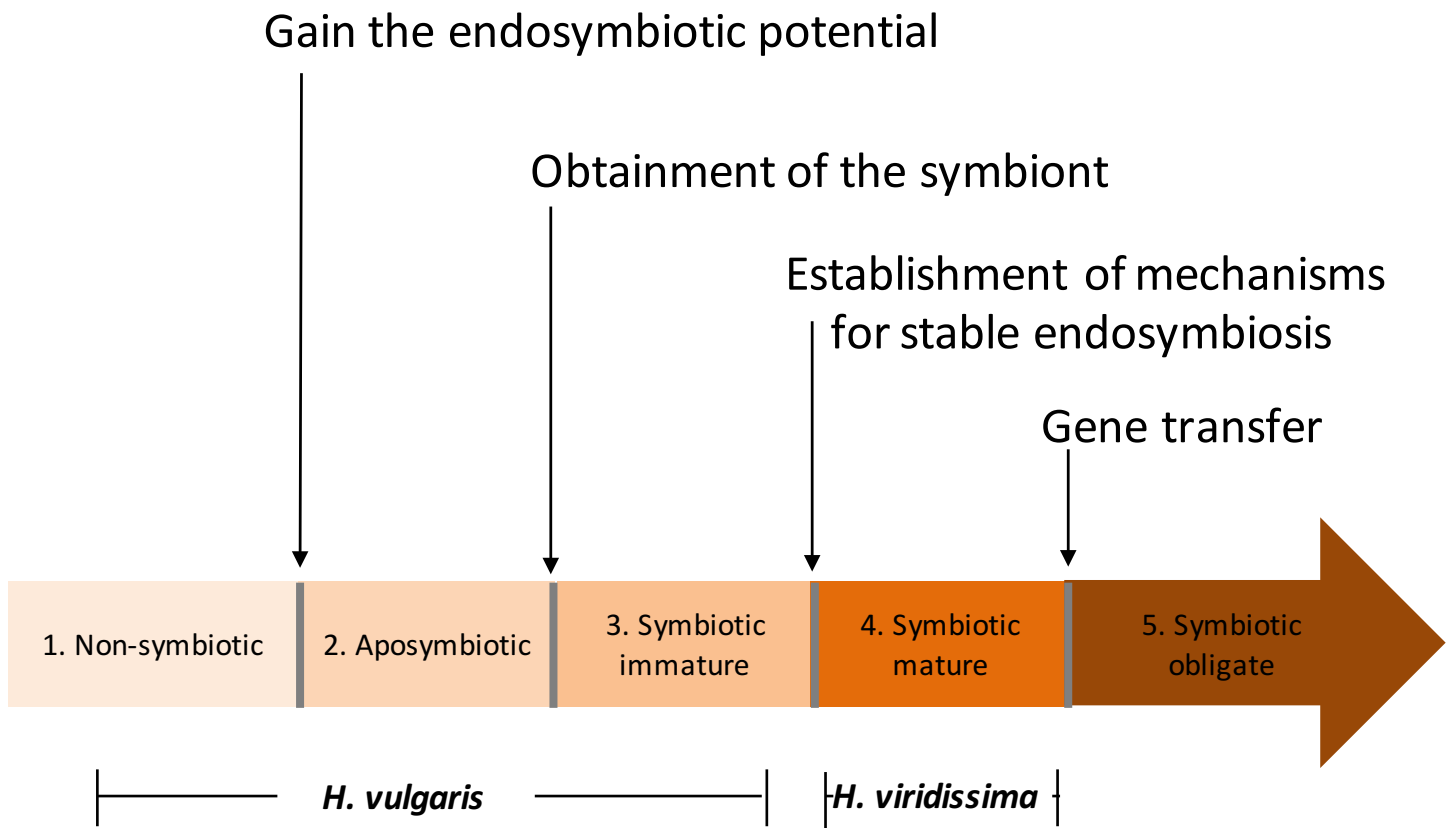 Gain the endosymbiotic potential
Obtainment of the symbiont
Establishment of mechanisms
for stable endosymbiosis
Gene transfer
1. Non-symbiotic
2. Aposymbiotic
3. Symbiotic
immature
4. Symbiotic
mature
5. Symbiotic
obligate
H. vulgaris
H. viridissima